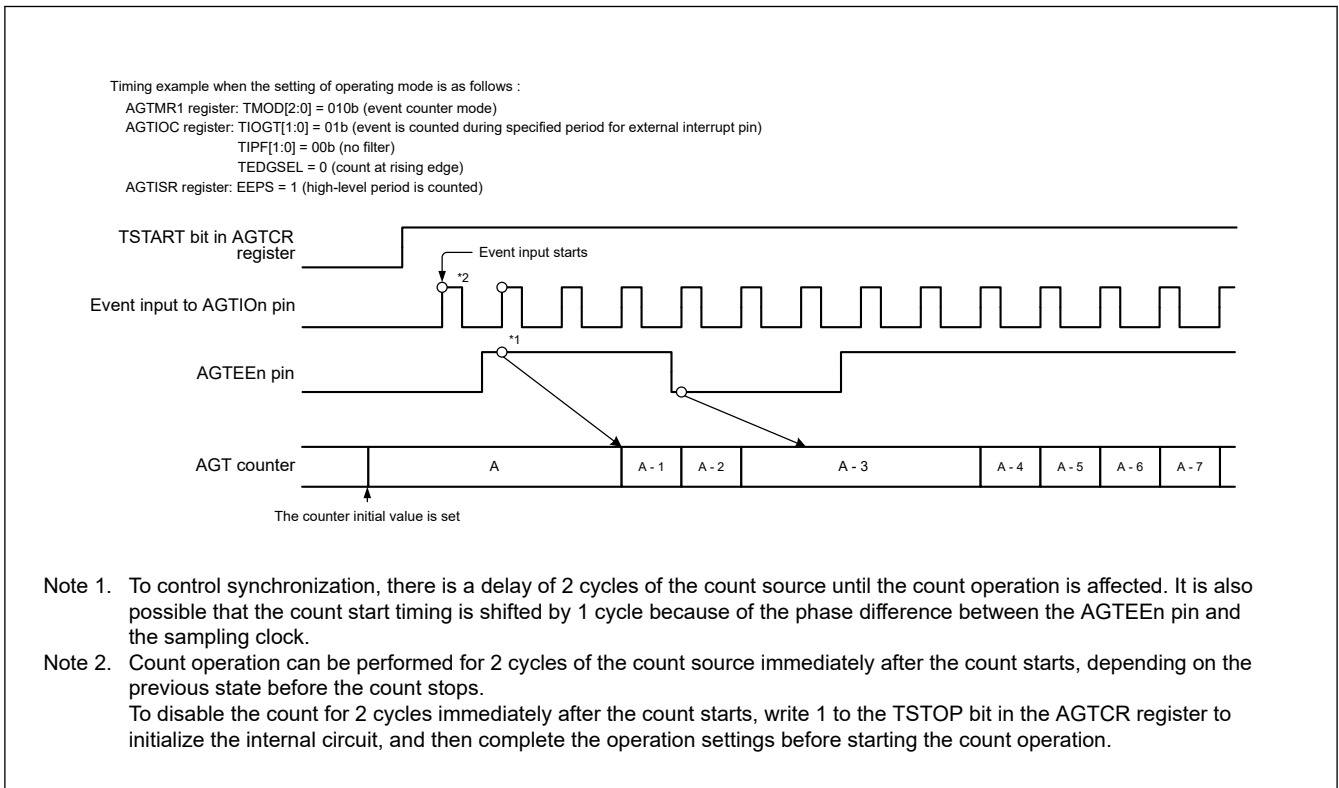 Timing example when the setting of operating mode is as follows :
AGTMR1 register: TMOD[2:0] = 010b (event counter mode)
AGTIOC register: TIOGT[1:0] = 01b (event is counted during specified period for external interrupt pin)
TIPF[1:0] = 00b (no filter)
TEDGSEL = 0 (count at rising edge)
AGTISR register: EEPS = 1 (high-level period is counted)
TSTART bit in AGTCR
register
Event input starts
*2
Event input to AGTIOn pin
*1
AGTEEn pin
AGT counter
A
A - 1
A - 2
A - 3
A - 4
A - 5
A - 6
A - 7
The counter initial value is set
Note 1. To control synchronization, there is a delay of 2 cycles of the count source until the count operation is affected. It is also
possible that the count start timing is shifted by 1 cycle because of the phase difference between the AGTEEn pin and
the sampling clock.
Note 2. Count operation can be performed for 2 cycles of the count source immediately after the count starts, depending on the
previous state before the count stops.
To disable the count for 2 cycles immediately after the count starts, write 1 to the TSTOP bit in the AGTCR register to
initialize the internal circuit, and then complete the operation settings before starting the count operation.